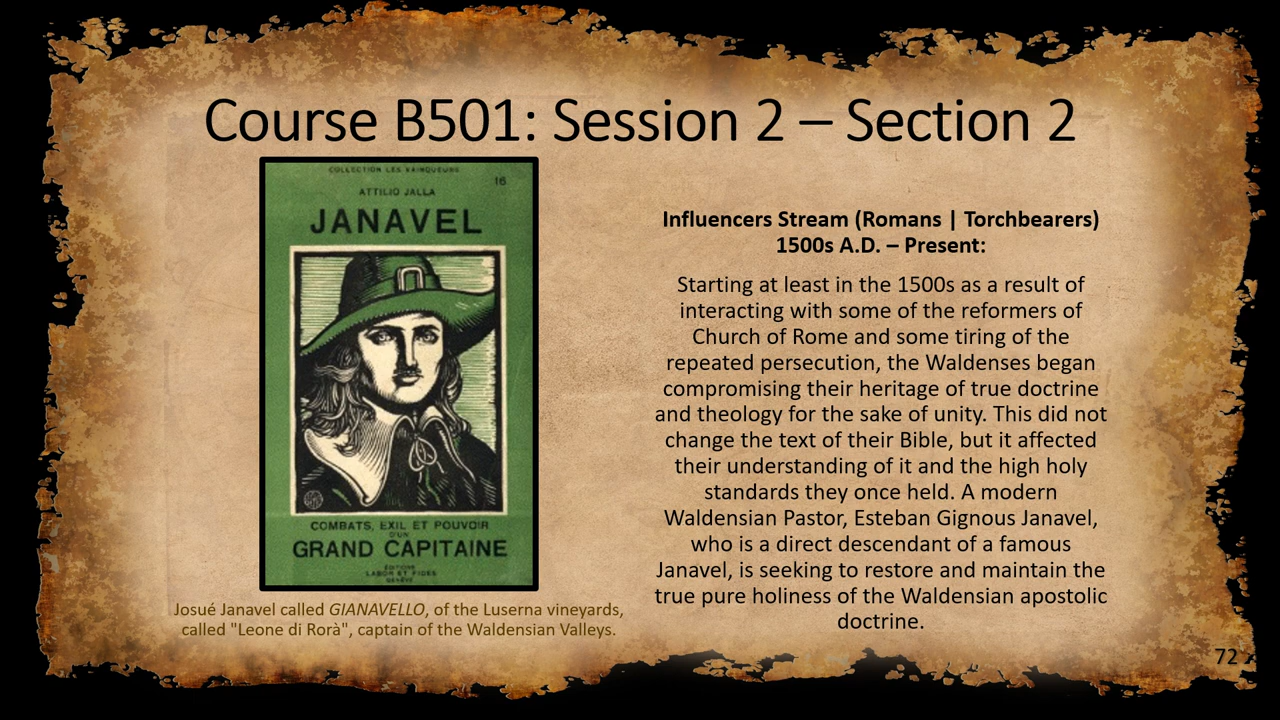 Course B501: Session 2 – Section 2
COLLECTION LES VAINQUEURS
16
ATTILIO JALLA
JANAVEL
COMBATS, EXIL ET POUVOIR
D'UN
GRAND CAPITAINE
ÉDITIONS
LABOR ET FIDES
GENÈVE
Josué Janavel called GIANAVELLO, of the Luserna vineyards,
called "Leone di Rorà", captain of the Waldensian Valleys.
Influencers Stream (Romans | Torchbearers)
1500s A.D. – Present:
Starting at least in the 1500s as a result of
interacting with some of the reformers of
Church of Rome and some tiring of the
repeated persecution, the Waldenses began
compromising their heritage of true doctrine
and theology for the sake of unity. This did not
change the text of their Bible, but it affected
their understanding of it and the high holy
standards they once held. A modern
Waldensian Pastor, Esteban Gignous Janavel,
who is a direct descendant of a famous
Janavel, is seeking to restore and maintain the
true pure holiness of the Waldensian apostolic
doctrine.
72